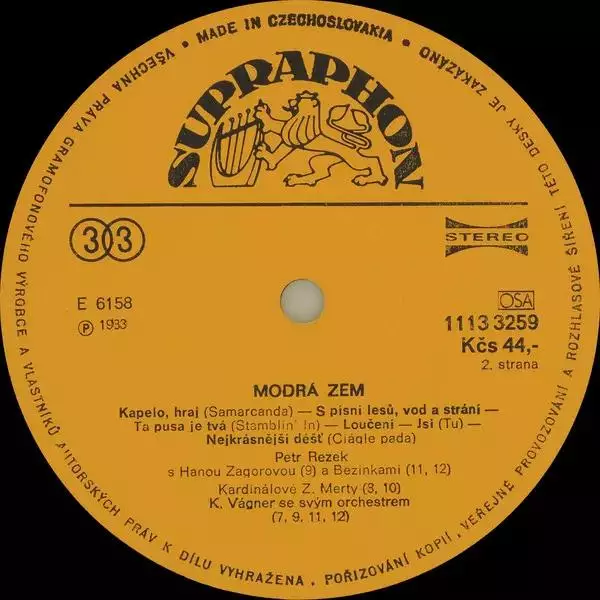 VŠECHNA PRÁVA GRAMOFONOVÉHO VÝROBCE A VLASTNÍKŮ AUTORSKÝCH PRÁV K DÍLU VYHRAŽENA. POŘIZOVÁNÍ KOPIÍ, VEŘEJNÉ PROVOZOVÁNÍ A ROZHLASOVÉ ŠÍŘENÍ TÉTO DESKY JE ZAKÁZÁNO • MADE IN CZECHOSLOVAKIA •
SUPRAPHON
33
STEREO
E 6158
OSA
Ⓟ 1983
1113 3259
Kčs 44,-
2. strana
MODRÁ ZEM
Kapelo, hraj (Samarcanda) — S písní lesů, vod a strání —
Ta pusa je tvá (Stamblin' In) — Loučení — Jsi (Tu) —
Nejkrásnější déšť (Ciągle pada)
Petr Rezek
s Hanou Zagorovou (9) a Bezinkami (11, 12)
Kardinálové Z. Merty (8, 10)
K. Vágner se svým orchestrem
(7, 9, 11, 12)